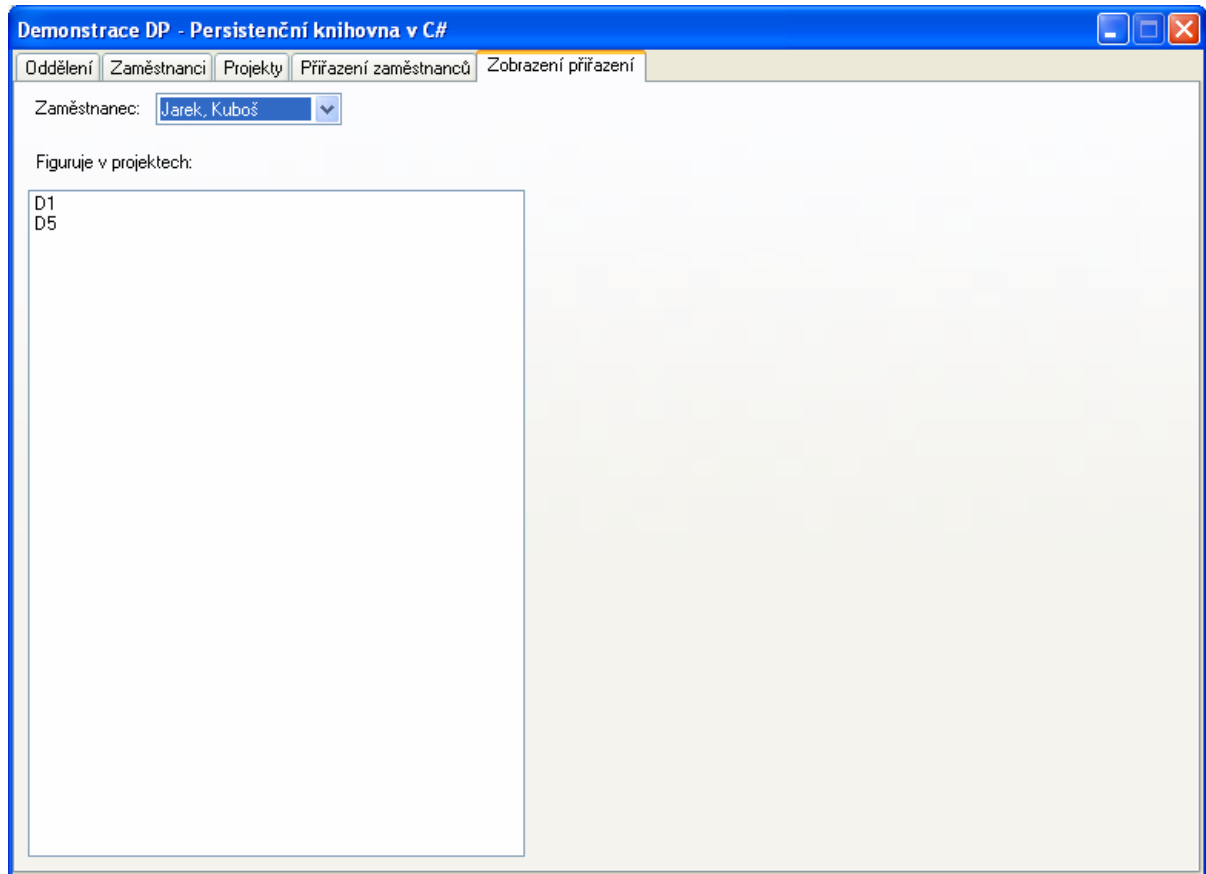 Demonstrace DP - Persistenční knihovna v C#
Oddělení Zaměstnanci Projekty Přiřazení zaměstnanců Zobrazení přiřazení
Zaměstnanec: Jarek, Kuboš
Figuruje v projektech:
D1
D5